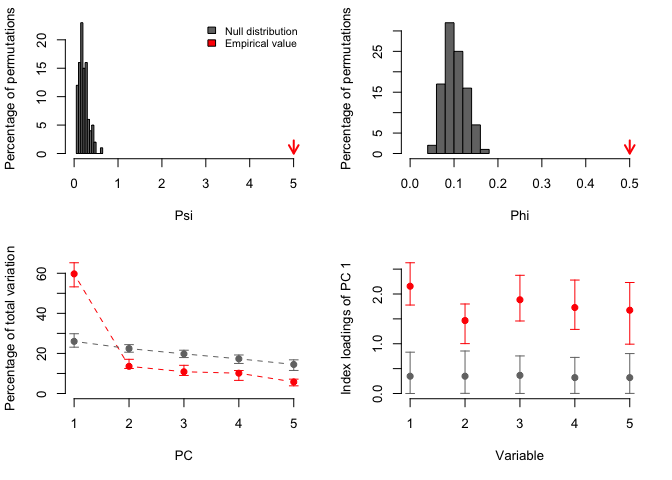 Percentage of permutations
20
15
10
5
0
Null distribution
Empirical value
0 1 2 3 4 5
Psi
Percentage of permutations
25
15
5
0
0.0 0.1 0.2 0.3 0.4 0.5
Phi
Percentage of total variation
60
40
20
0
1 2 3 4 5
PC
Index loadings of PC 1
2.0
1.0
0.0
1 2 3 4 5
Variable